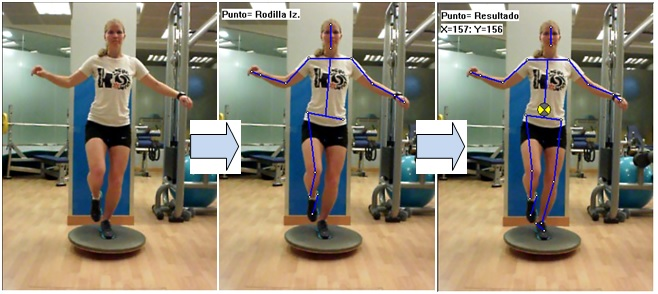 Punto= Rodilla Iz.
Punto= Resultado
X=157: Y=156